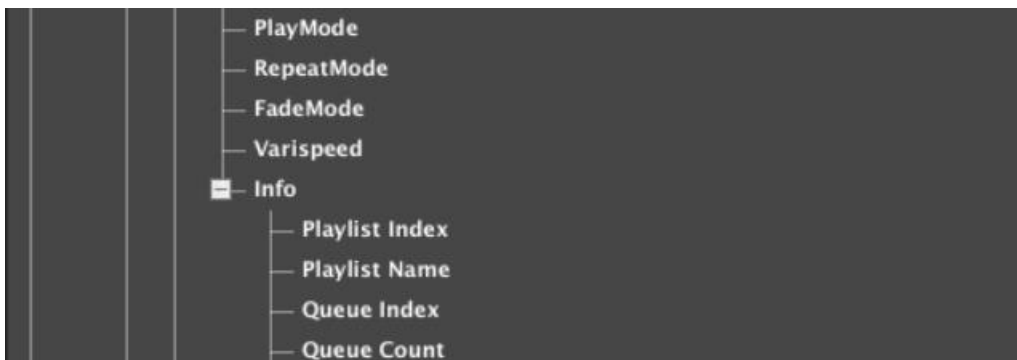 PlayMode
RepeatMode
FadeMode
Varispeed
Info
Playlist Index
Playlist Name
Queue Index
Queue Count